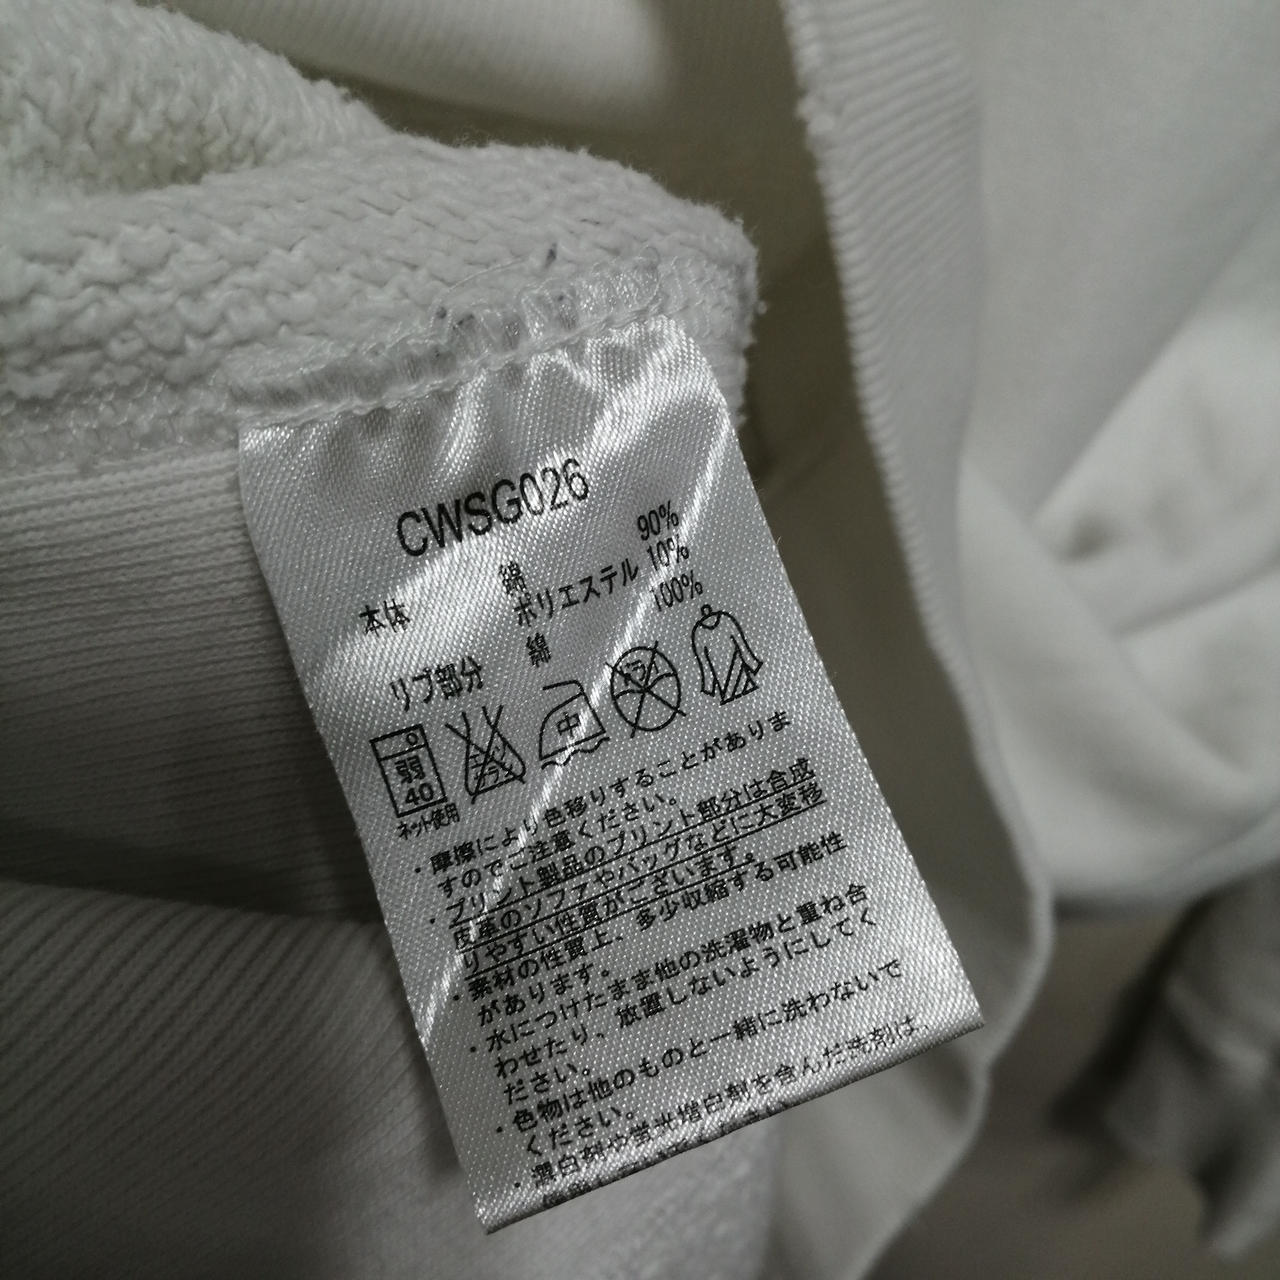 CWSG026
本体 綿 90%
ポリエステル 10%
リブ部分 綿 100%
弱
40
ネット使用
エンソ
サラシ
中
ドライ
・摩擦により色移りすることがありま
すのでご注意ください。
・プリント製品のプリント部分は合成
皮革のソファやバッグなどに大変移
りやすい性質がございます。
・素材の性質上、多少収縮する可能性
があります。
・水につけたまま他の洗濯物と重ね合
わせたり、放置しないようにしてく
ださい。
・色物は他のものと一緒に洗わないで
ください。
・漂白剤や蛍光増白剤を含んだ洗剤は、